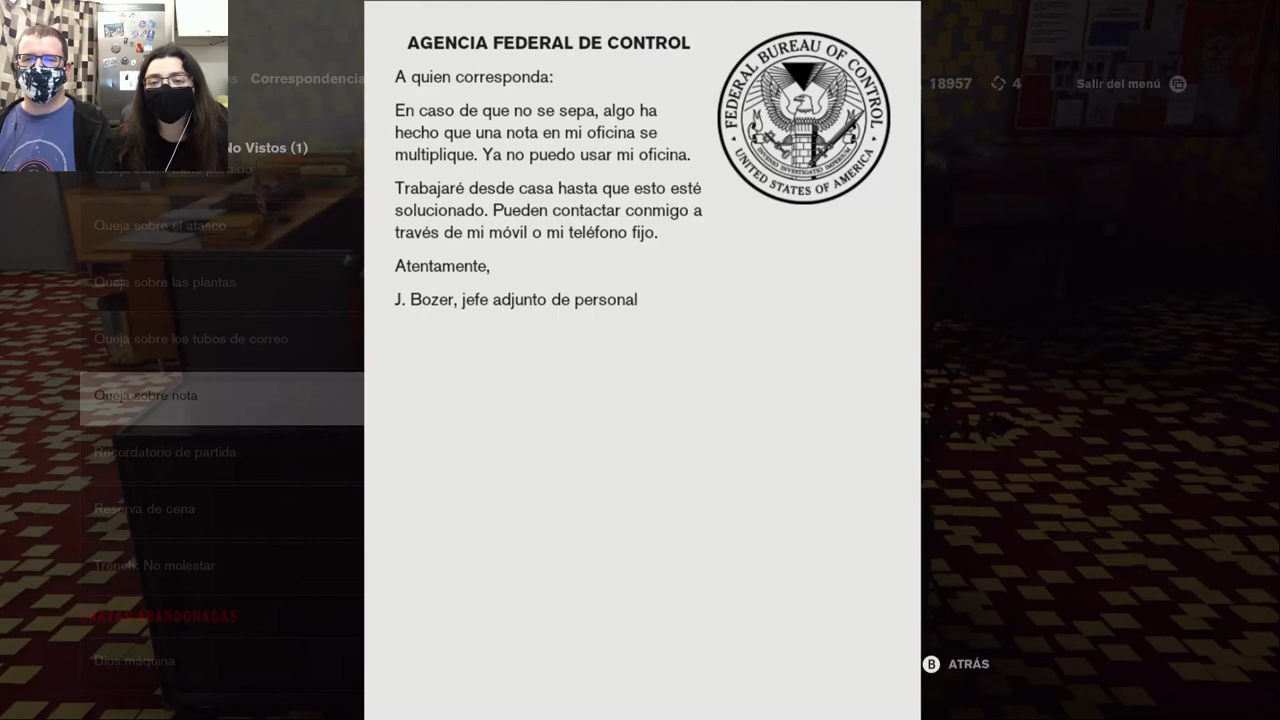 AGENCIA FEDERAL DE CONTROL
A quien corresponda:
En caso de que no se sepa, algo ha
hecho que una nota en mi oficina se
multiplique. Ya no puedo usar mi oficina.
Trabajaré desde casa hasta que esto esté
solucionado. Pueden contactar conmigo a
través de mi móvil o mi teléfono fijo.
Atentamente,
J. Bozer, jefe adjunto de personal
FEDERAL BUREAU OF CONTROL
UNITED STATES OF AMERICA
Correspondencia
No Vistos (1)
Queja sobre el atasco
Queja sobre las plantas
Queja sobre los tubos de correo
Queja sobre nota
Recordatorio de partida
Reserva de cena
Trench: No molestar
Dios máquina
18957
4
Salir del menú
B ATRÁS